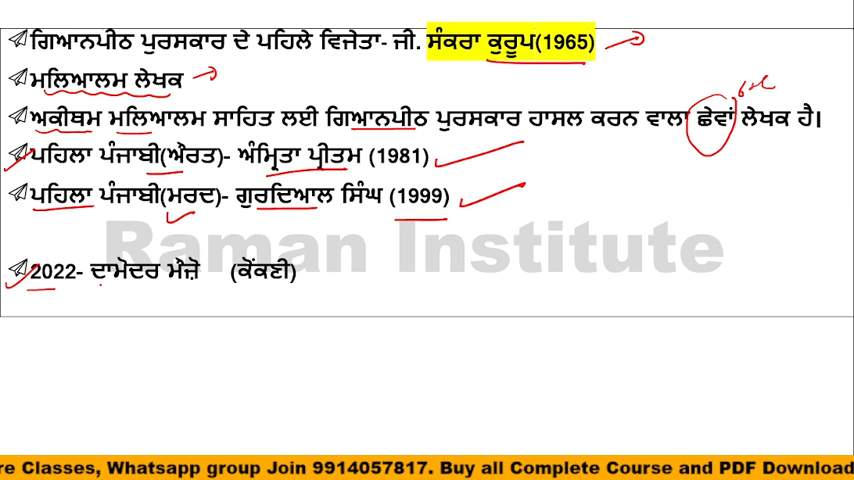 ਗਿਆਨਪੀਠ ਪੁਰਸਕਾਰ ਦੇ ਪਹਿਲੇ ਵਿਜੇਤਾ- ਜੀ. ਸੰਕਰਾ ਕੁਰੂਪ(1965)
ਮਲਿਆਲਮ ਲੇਖਕ
ਅਕੀਥਮ ਮਲਿਆਲਮ ਸਾਹਿਤ ਲਈ ਗਿਆਨਪੀਠ ਪੁਰਸਕਾਰ ਹਾਸਲ ਕਰਨ ਵਾਲਾ ਛੇਵਾਂ ਲੇਖਕ ਹੈ।
ਪਹਿਲਾ ਪੰਜਾਬੀ(ਔਰਤ)- ਅੰਮ੍ਰਿਤਾ ਪ੍ਰੀਤਮ (1981)
ਪਹਿਲਾ ਪੰਜਾਬੀ(ਮਰਦ)- ਗੁਰਦਿਆਲ ਸਿੰਘ (1999)
Raman Institute
2022- ਦਾਮੋਦਰ ਮੌਜ਼ੋ (ਕੋਂਕਣੀ)
re Classes, Whatsapp group Join 9914057817. Buy all Complete Course and PDF Download